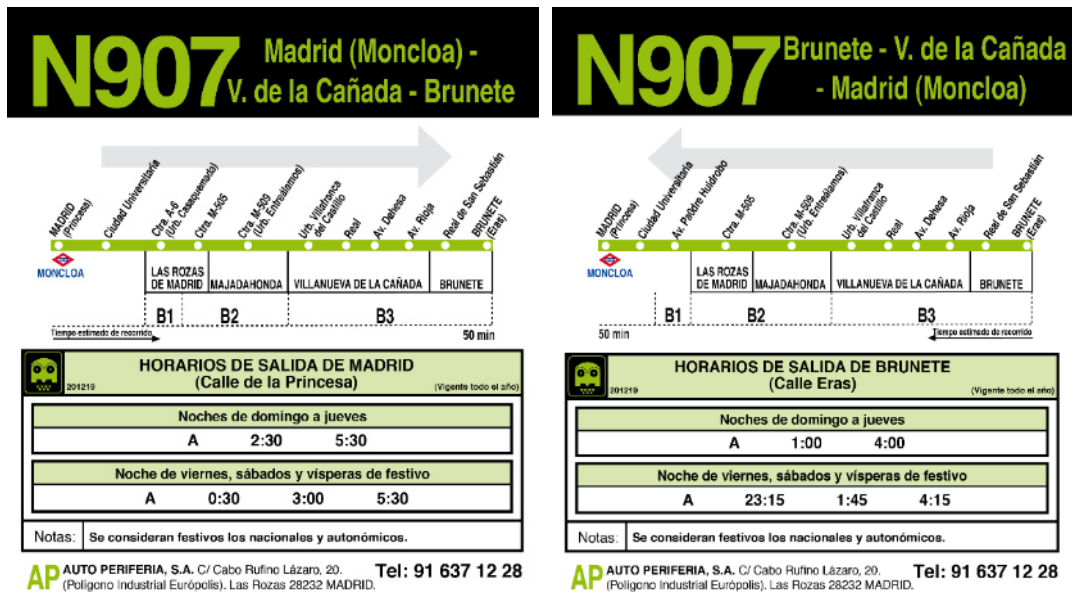 N907
Madrid (Moncloa) -
V. de la Cañada - Brunete
MADRID
(Princesa)
Ciudad Universitaria
Ctra. A-6
(Urb. Casaquemada)
Ctra. M-505
Ctra. M-509
(Urb. Entreálamos)
Urb. Villafranca
del Castillo
Real
Av. Dehesa
Av. Rioja
Real de San Sebastián
BRUNETE
(Eras)
MONCLOA
LAS ROZAS
DE MADRID
MAJADAHONDA
VILLANUEVA DE LA CAÑADA
BRUNETE
B1
B2
B3
Tiempo estimado de recorrido
50 min
201219
HORARIOS DE SALIDA DE MADRID
(Calle de la Princesa)
(Vigente todo el año)
Noches de domingo a jueves
A 2:30 5:30
Noche de viernes, sábados y vísperas de festivo
A 0:30 3:00 5:30
Notas: Se consideran festivos los nacionales y autonómicos.
AP AUTO PERIFERIA, S.A. C/ Cabo Rufino Lázaro, 20. Tel: 91 637 12 28
(Polígono Industrial Európolis). Las Rozas 28232 MADRID.
N907
Brunete - V. de la Cañada
- Madrid (Moncloa)
MADRID
(Princesa)
Ciudad Universitaria
Av. Padre Huidrobo
Ctra. M-505
Ctra. M-509
(Urb. Entreálamos)
Urb. Villafranca
del Castillo
Real
Av. Dehesa
Av. Rioja
Real de San Sebastián
BRUNETE
(Eras)
MONCLOA
LAS ROZAS
DE MADRID
MAJADAHONDA
VILLANUEVA DE LA CAÑADA
BRUNETE
B1
B2
B3
50 min
Tiempo estimado de recorrido
201219
HORARIOS DE SALIDA DE BRUNETE
(Calle Eras)
(Vigente todo el año)
Noches de domingo a jueves
A 1:00 4:00
Noche de viernes, sábados y vísperas de festivo
A 23:15 1:45 4:15
Notas: Se consideran festivos los nacionales y autonómicos.
AP AUTO PERIFERIA, S.A. C/ Cabo Rufino Lázaro, 20. Tel: 91 637 12 28
(Polígono Industrial Európolis). Las Rozas 28232 MADRID.